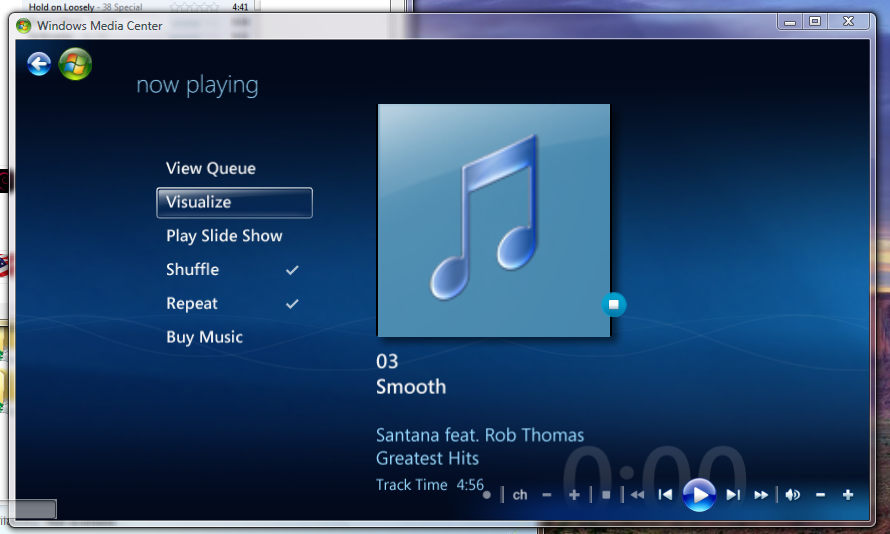 Hold on Loosely - 38 Special 4:41
Windows Media Center
now playing
View Queue
Visualize
Play Slide Show
Shuffle
Repeat
Buy Music
03
Smooth
Santana feat. Rob Thomas
Greatest Hits
Track Time 4:56
0:00
ch